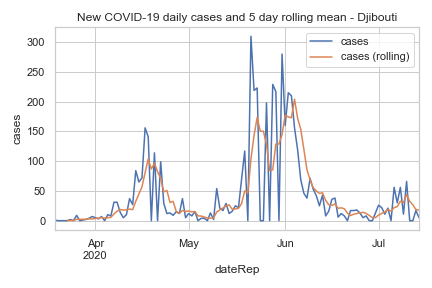 New COVID-19 daily cases and 5 day rolling mean - Djibouti
cases
cases (rolling)
300
250
200
150
100
50
0
cases
Apr
2020
May
Jun
Jul
dateRep